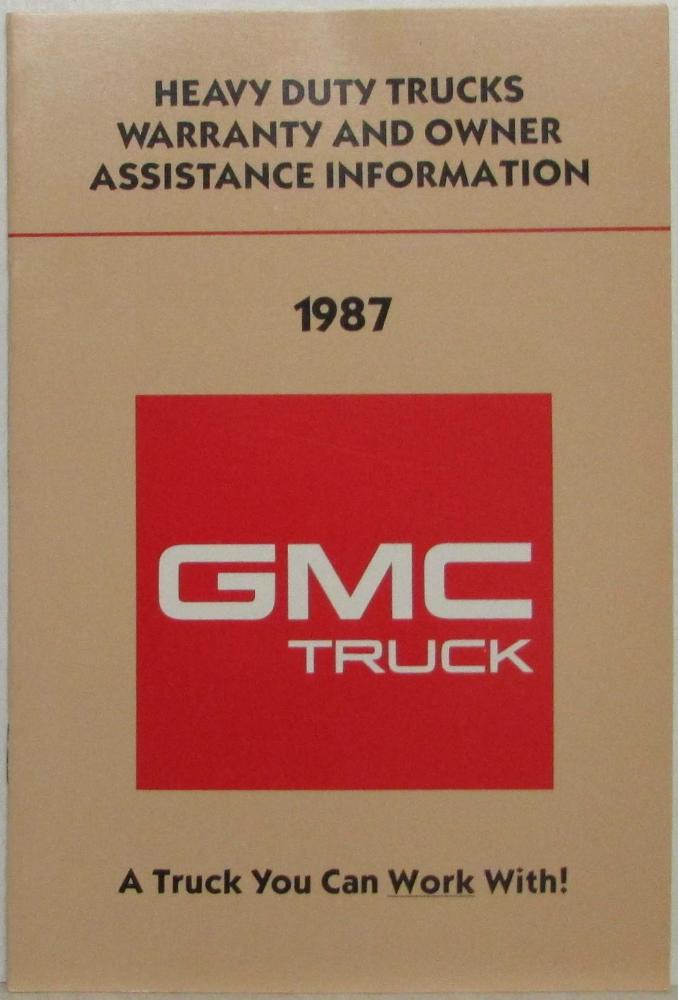 HEAVY DUTY TRUCKS
WARRANTY AND OWNER
ASSISTANCE INFORMATION
1987
GMC
TRUCK
A Truck You Can Work With!